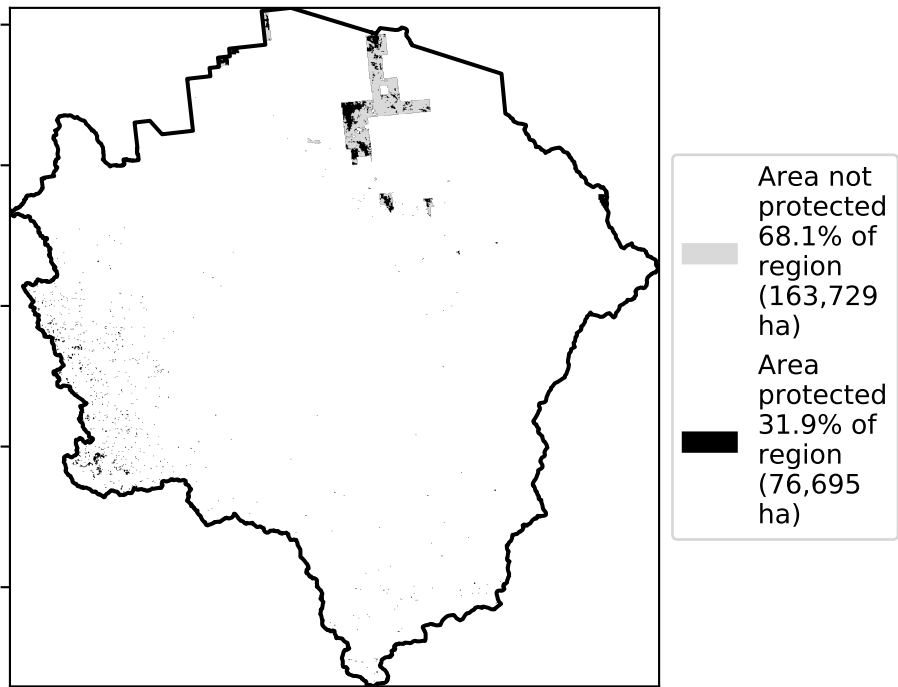 Area not
protected
68.1% of
region
(163,729
ha)
Area
protected
31.9% of
region
(76,695
ha)